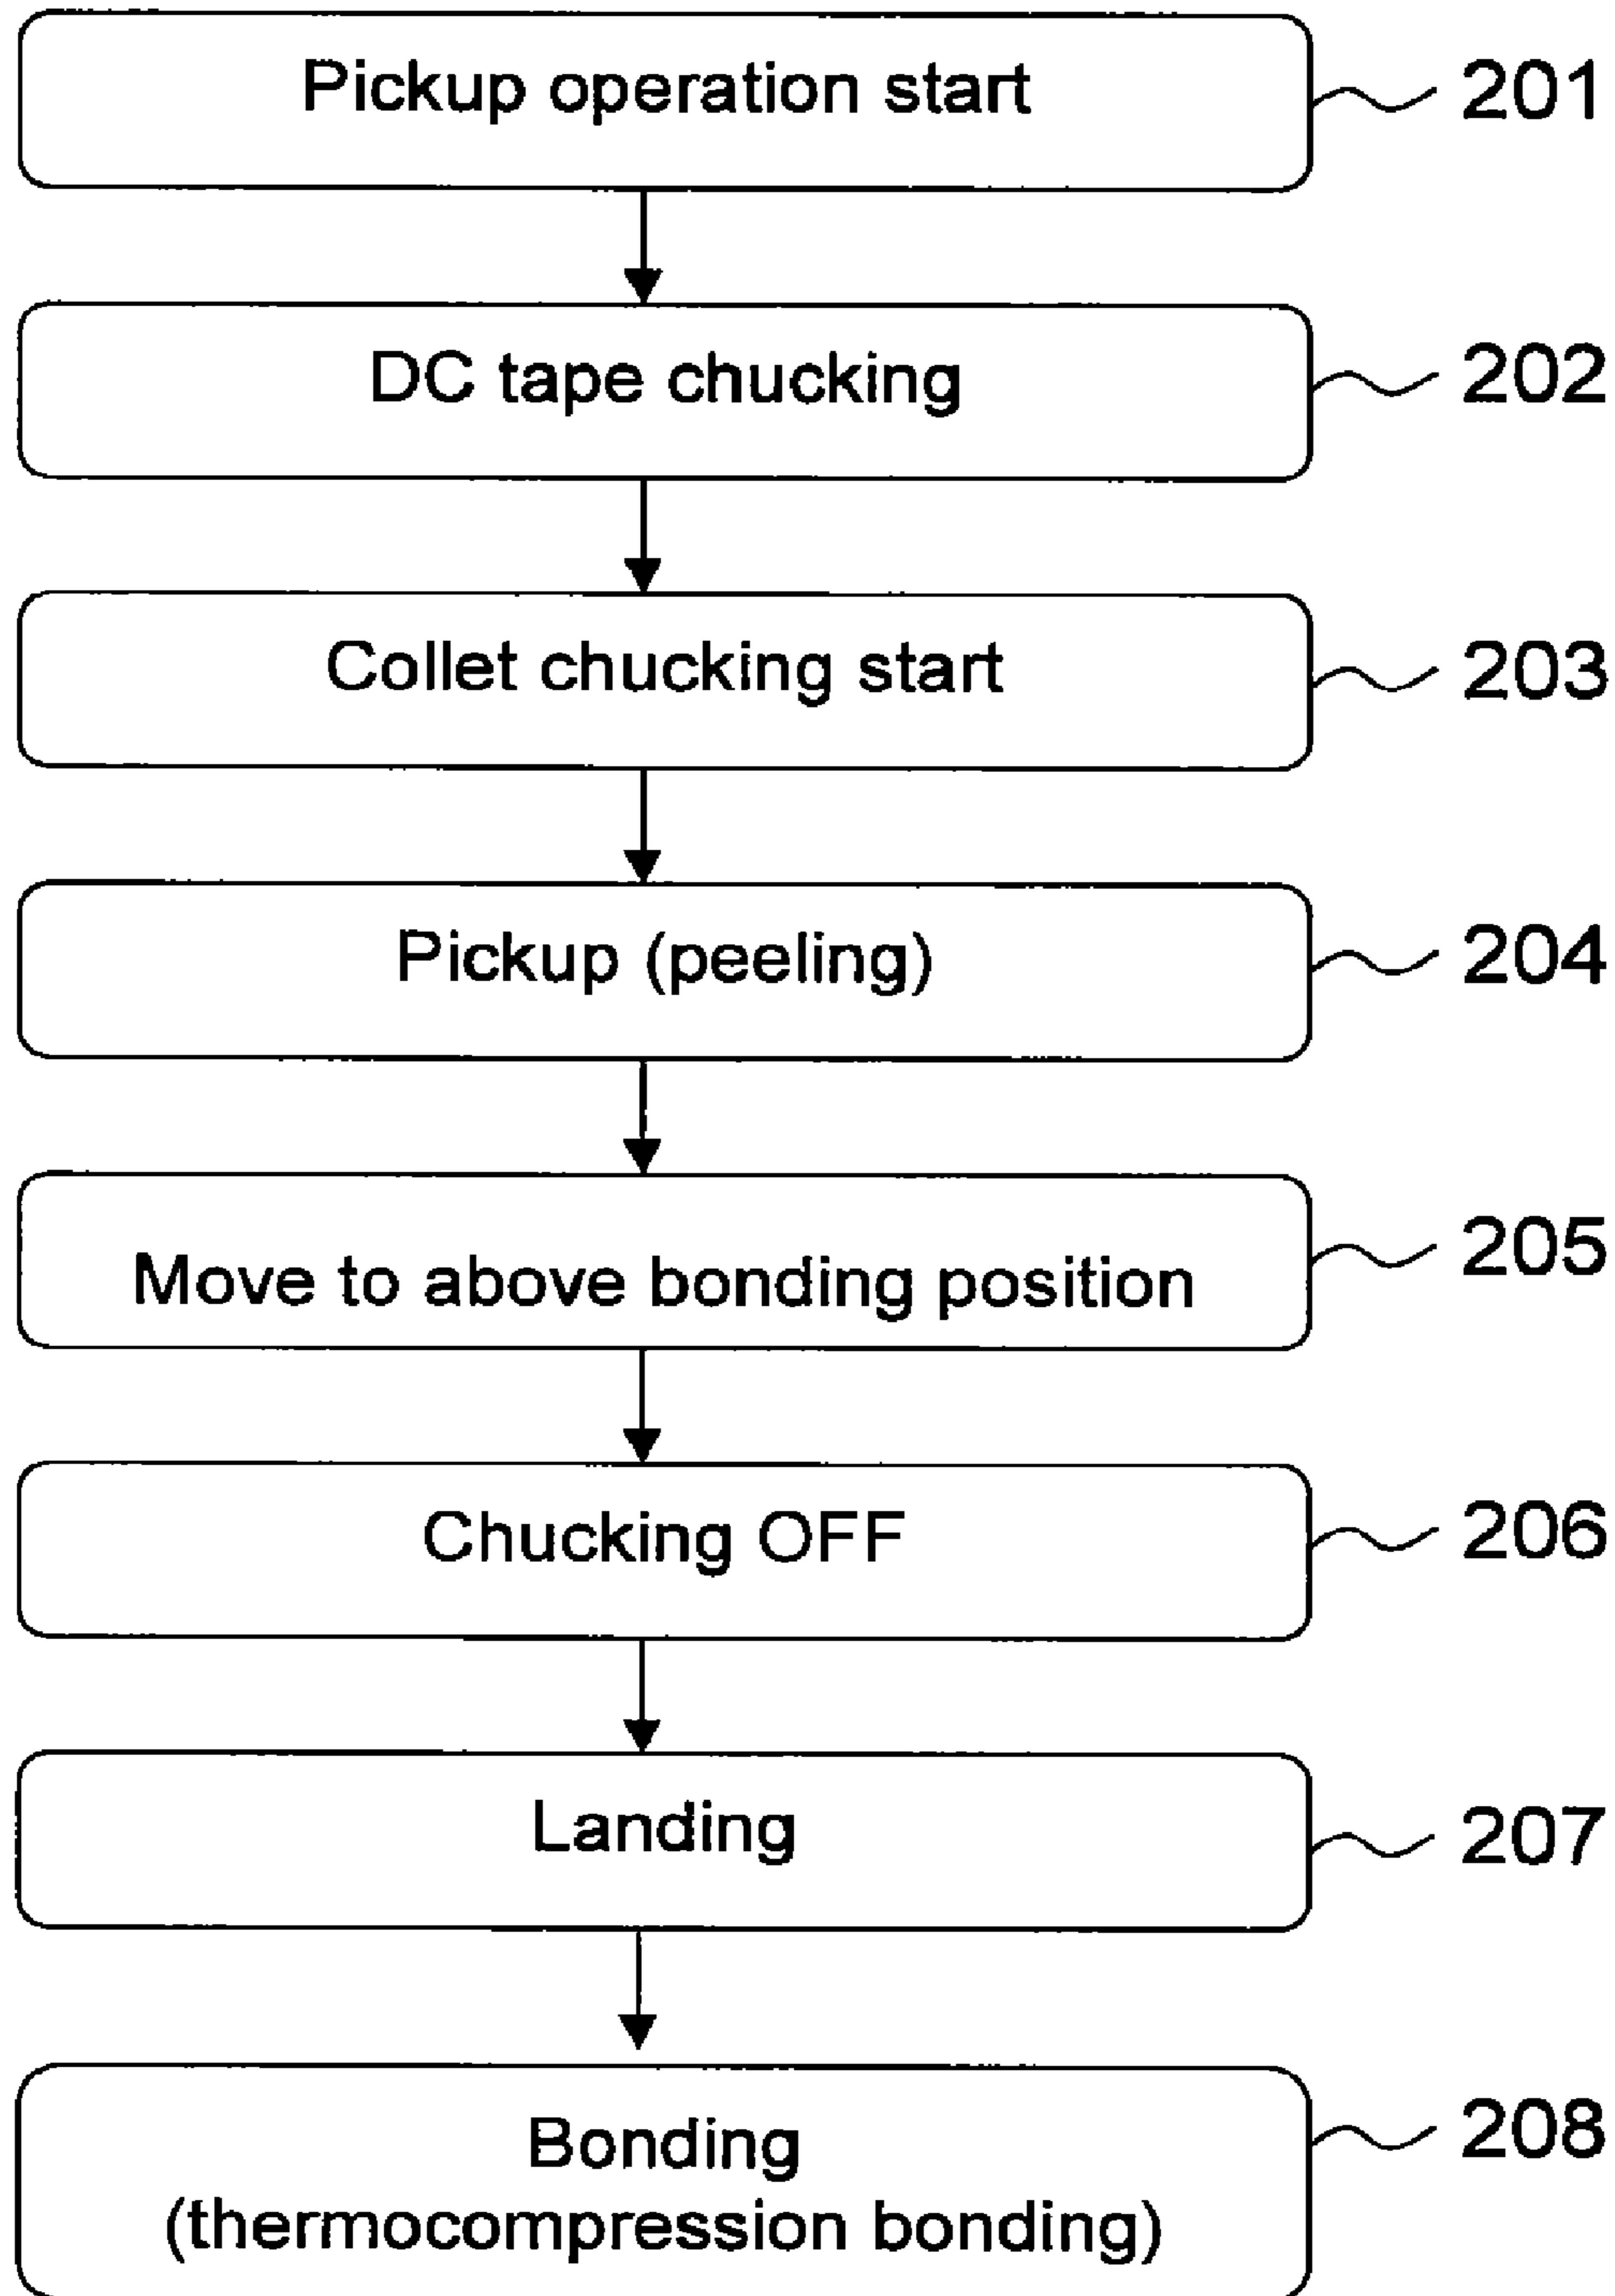 Pickup operation start
201
DC tape chucking
202
Collet chucking start
203
Pickup (peeling)
204
Move to above bonding position
205
Chucking OFF
206
Landing
207
Bonding
(thermocompression bonding)
208